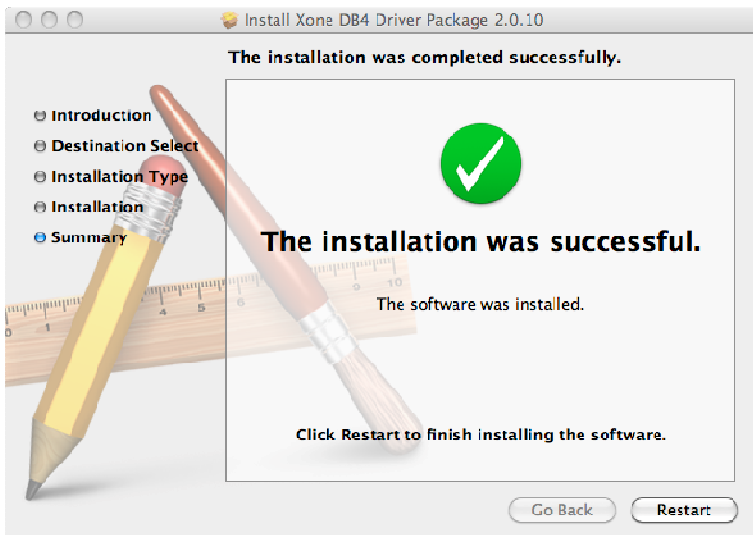 Install Xone DB4 Driver Package 2.0.10
The installation was completed successfully.
Introduction
Destination Select
Installation Type
Installation
Summary
The installation was successful.
The software was installed.
Click Restart to finish installing the software.
Go Back
Restart